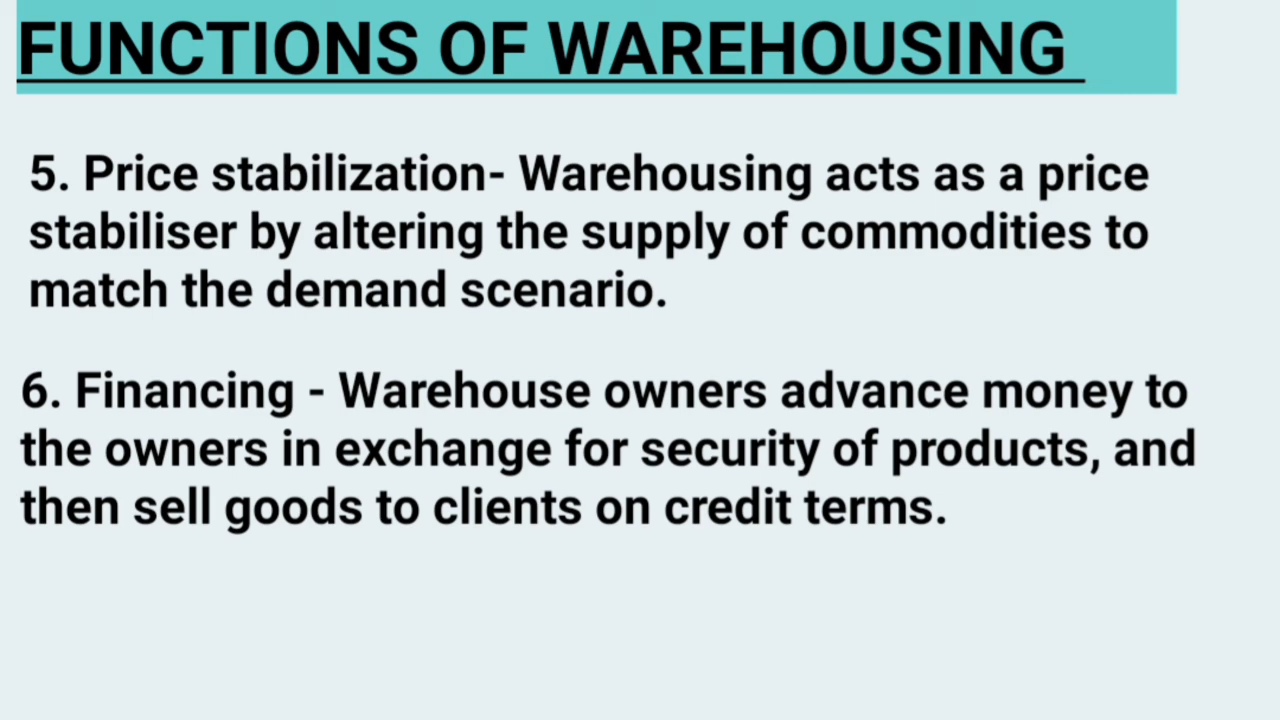 FUNCTIONS OF WAREHOUSING
5. Price stabilization- Warehousing acts as a price
stabiliser by altering the supply of commodities to
match the demand scenario.
6. Financing - Warehouse owners advance money to
the owners in exchange for security of products, and
then sell goods to clients on credit terms.